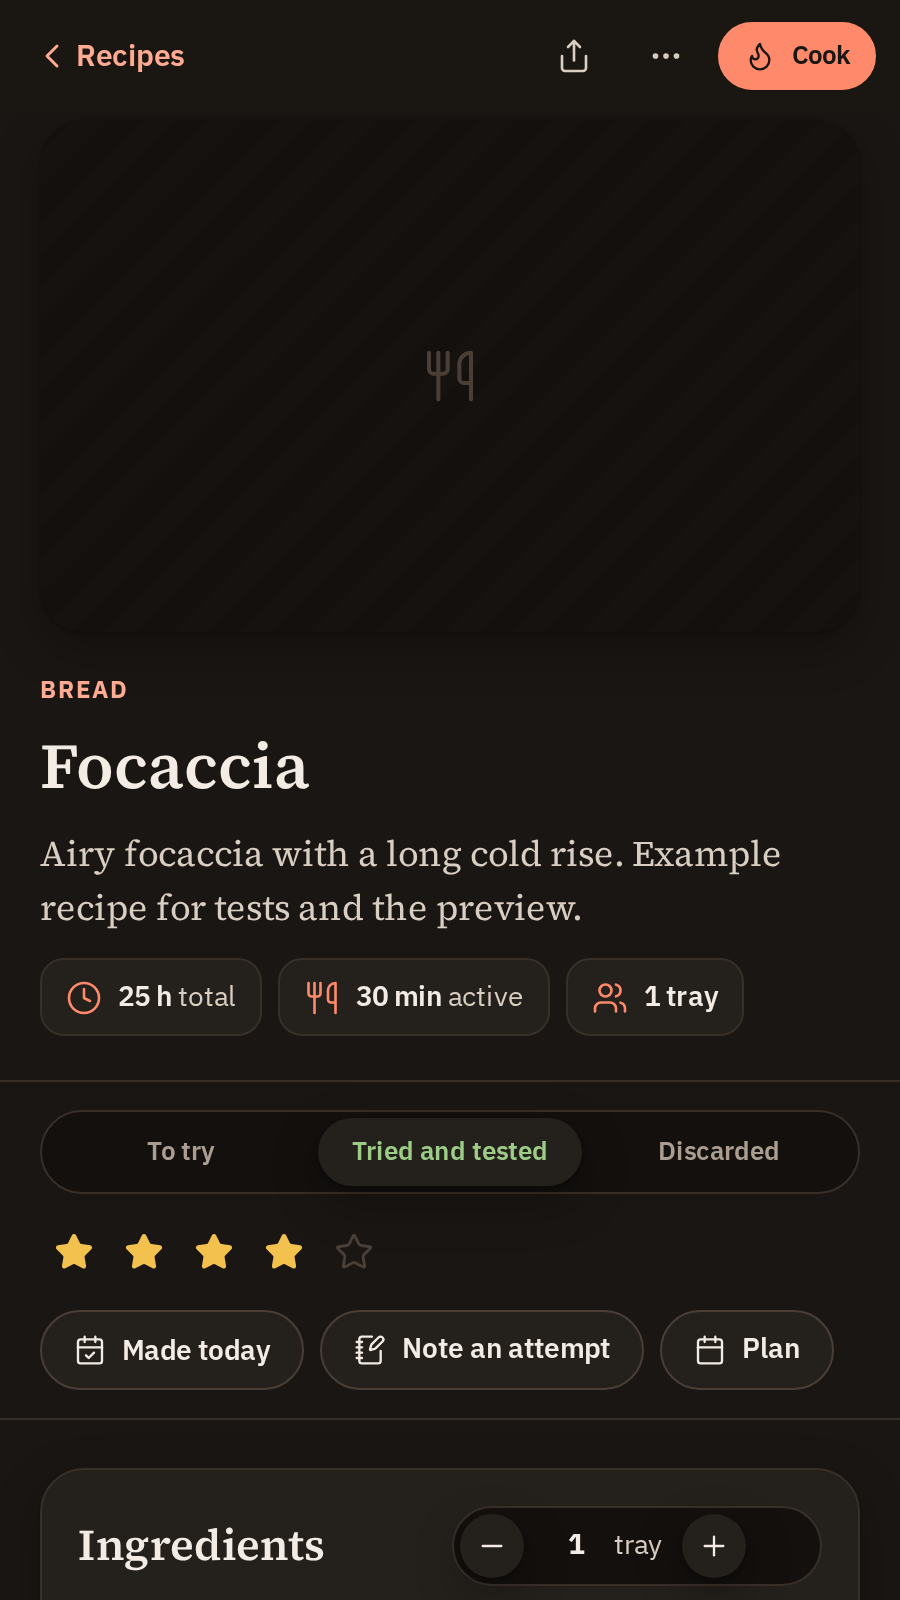 Recipes
Cook
BREAD
Focaccia
Airy focaccia with a long cold rise. Example
recipe for tests and the preview.
25 h total
30 min active
1 tray
To try
Tried and tested
Discarded
Made today
Note an attempt
Plan
Ingredients
1 tray